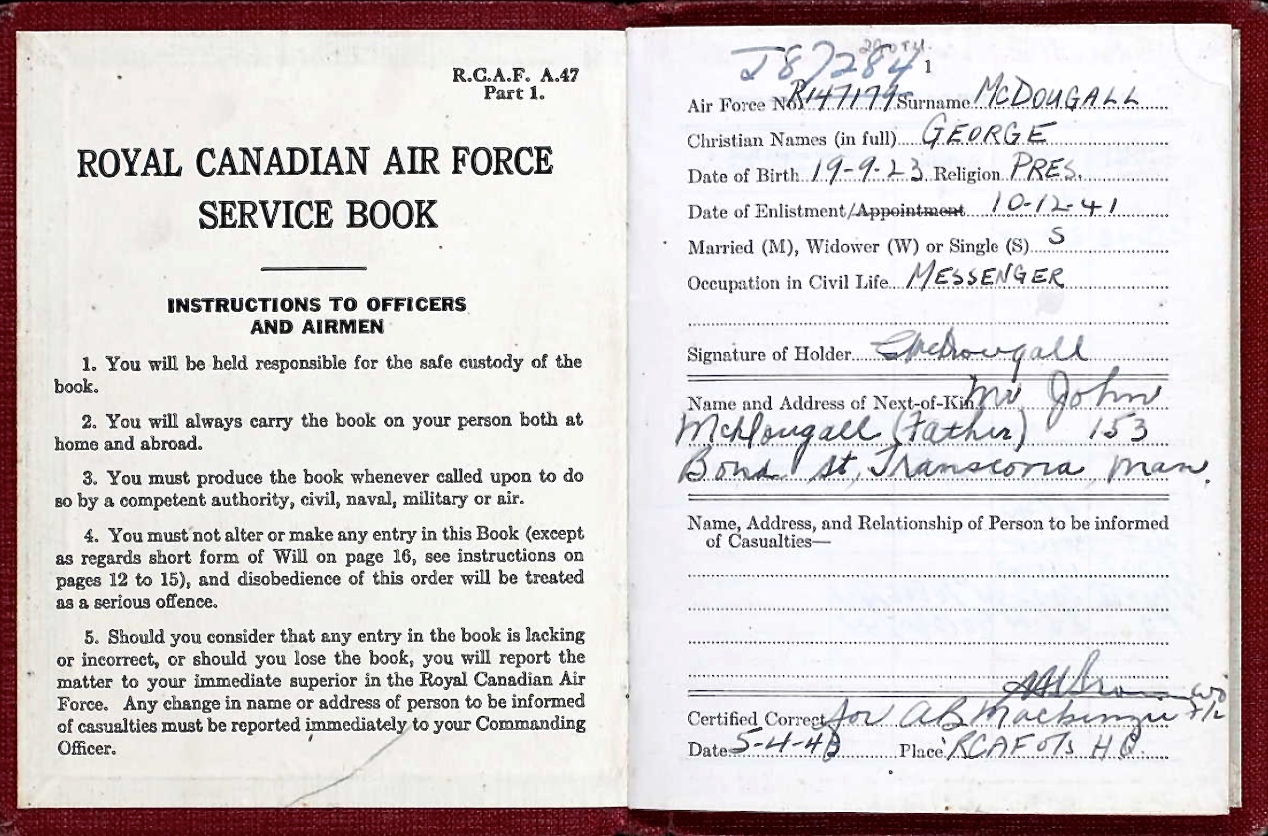 R.C.A.F. A.47
Part 1.
ROYAL CANADIAN AIR FORCE
SERVICE BOOK
INSTRUCTIONS TO OFFICERS
AND AIRMEN
1. You will be held responsible for the safe custody of the
book.
2. You will always carry the book on your person both at
home and abroad.
3. You must produce the book whenever called upon to do
so by a competent authority, civil, naval, military or air.
4. You must not alter or make any entry in this Book (except
as regards short form of Will on page 16, see instructions on
pages 12 to 15), and disobedience of this order will be treated
as a serious offence.
5. Should you consider that any entry in the book is lacking
or incorrect, or should you lose the book, you will report the
matter to your immediate superior in the Royal Canadian Air
Force. Any change in name or address of person to be informed
of casualties must be reported immediately to your Commanding
Officer.
J87284
1
Air Force No. R147179 Surname McDOUGALL
Christian Names (in full) GEORGE
Date of Birth 19-9-23 Religion PRES.
Date of Enlistment/Appointment 10-12-41
Married (M), Widower (W) or Single (S) S
Occupation in Civil Life MESSENGER
Signature of Holder GMcDougall
Name and Address of Next-of-Kin Mr John
McDougall (Father) 153
Bond St, Transcona, Man.
Name, Address, and Relationship of Person to be informed
of Casualties—
Certified Correct for AB Mackenzie F/L
Date 5-4-43 Place RCAF O/S HQ.